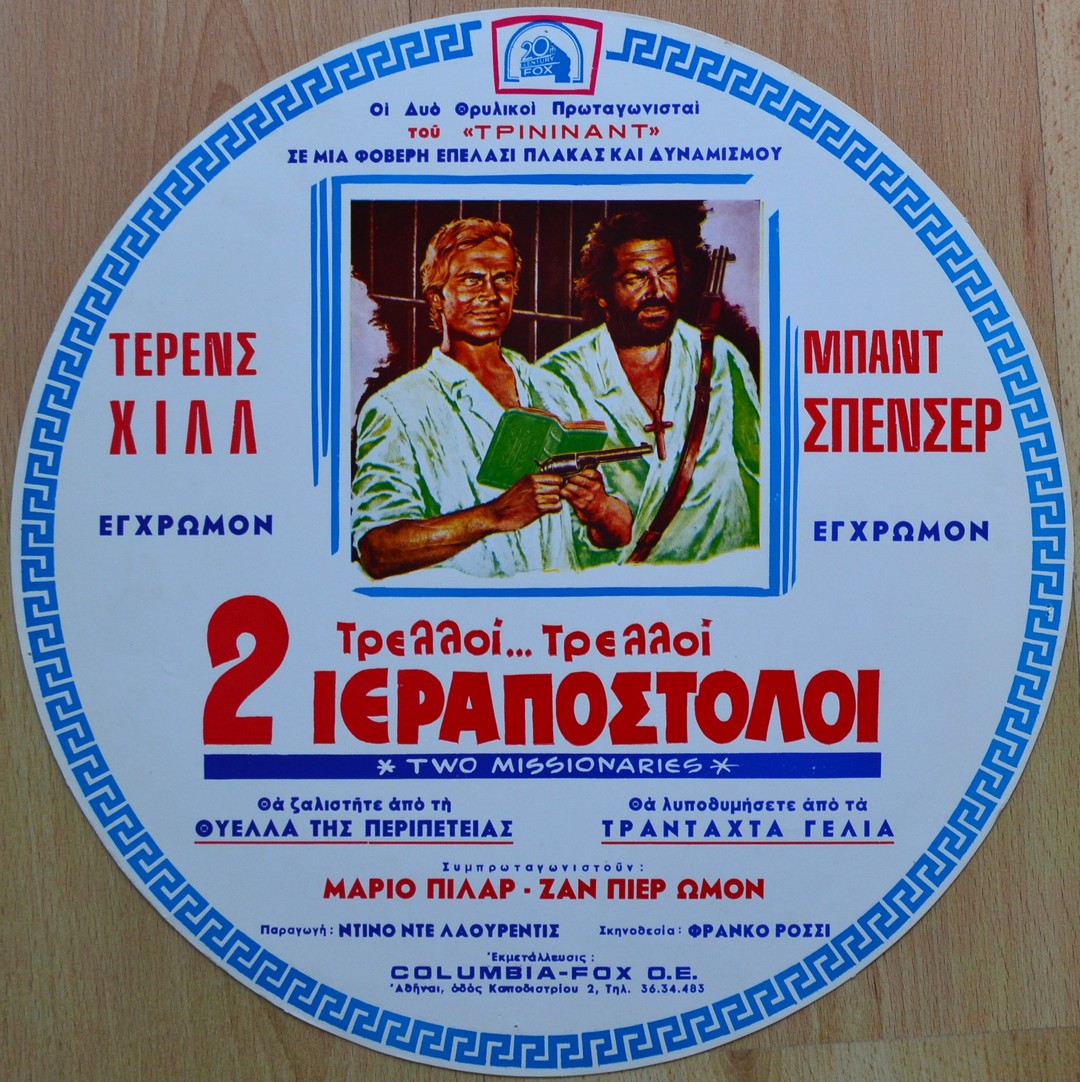 20th
CENTURY
FOX
Οἱ Δυὸ Θρυλικοὶ Πρωταγωνισταὶ
τοῦ «ΤΡΙΝΙΝΑΝΤ»
ΣΕ ΜΙΑ ΦΟΒΕΡΗ ΕΠΕΛΑΣΙ ΠΛΑΚΑΣ ΚΑΙ ΔΥΝΑΜΙΣΜΟΥ
ΤΕΡΕΝΣ
ΧΙΛΛ
ΜΠΑΝΤ
ΣΠΕΝΣΕΡ
ΕΓΧΡΩΜΟΝ
ΕΓΧΡΩΜΟΝ
Τρελλοί... Τρελλοί
2 ΙΕΡΑΠΟΣΤΟΛΟΙ
* TWO MISSIONARIES *
Θὰ ζαλιστῆτε ἀπὸ τὴ
ΘΥΕΛΛΑ ΤΗΣ ΠΕΡΙΠΕΤΕΙΑΣ
Θὰ λυποθυμήσετε ἀπὸ τὰ
ΤΡΑΝΤΑΧΤΑ ΓΕΛΙΑ
Συμπρωταγωνιστοῦν:
ΜΑΡΙΟ ΠΙΛΑΡ - ΖΑΝ ΠΙΕΡ ΩΜΟΝ
Παραγωγή: ΝΤΙΝΟ ΝΤΕ ΛΑΟΥΡΕΝΤΙΣ
Σκηνοθεσία: ΦΡΑΝΚΟ ΡΟΣΣΙ
Ἐκμετάλλευσις:
COLUMBIA-FOX O.E.
Ἀθῆναι, ὁδὸς Καποδιστρίου 2, Τηλ. 36.34.483